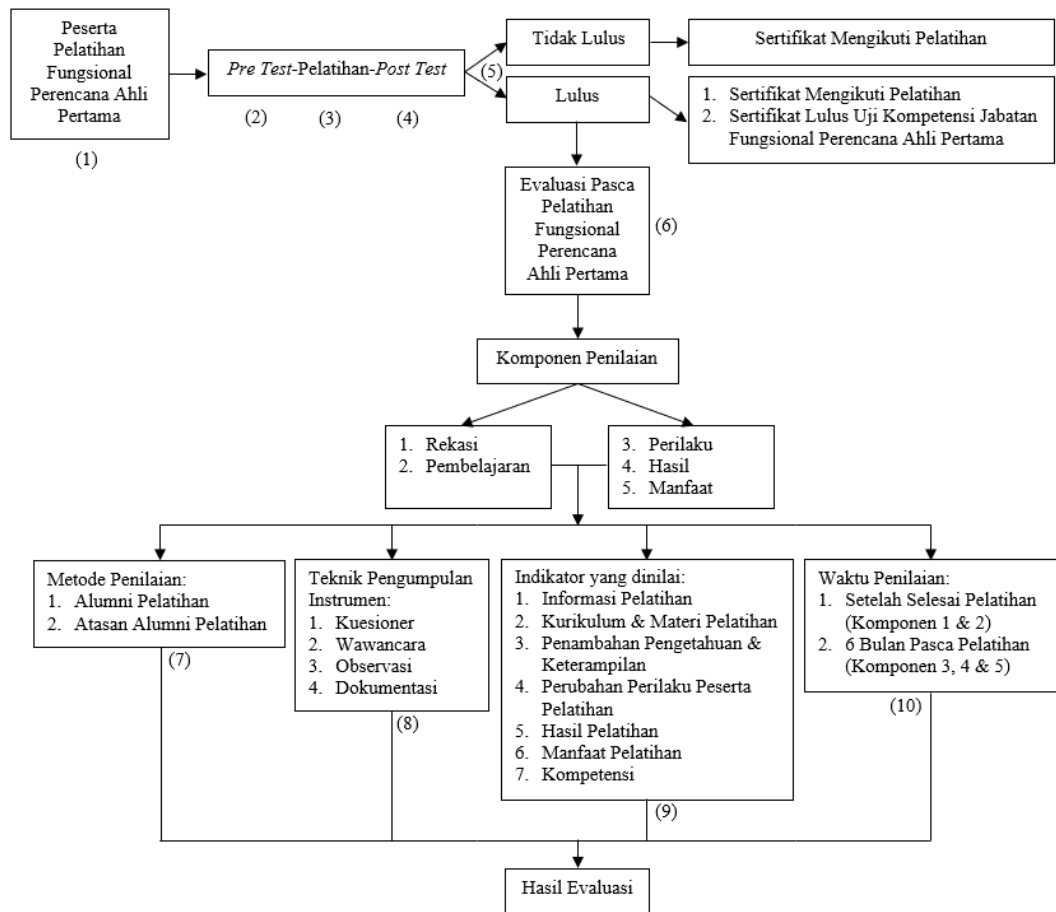 Peserta
Pelatihan
Fungsional
Perencana Ahli
Pertama
(1)
Pre Test-Pelatihan-Post Test
(2)
(3)
(4)
(5)
Tidak Lulus
Sertifikat Mengikuti Pelatihan
Lulus
1. Sertifikat Mengikuti Pelatihan
2. Sertifikat Lulus Uji Kompetensi Jabatan
Fungsional Perencana Ahli Pertama
Evaluasi Pasca
Pelatihan
Fungsional
Perencana
Ahli Pertama
(6)
Komponen Penilaian
1. Rekasi
2. Pembelajaran
3. Perilaku
4. Hasil
5. Manfaat
Metode Penilaian:
1. Alumni Pelatihan
2. Atasan Alumni Pelatihan
(7)
Teknik Pengumpulan
Instrumen:
1. Kuesioner
2. Wawancara
3. Observasi
4. Dokumentasi
(8)
Indikator yang dinilai:
1. Informasi Pelatihan
2. Kurikulum & Materi Pelatihan
3. Penambahan Pengetahuan &
Keterampilan
4. Perubahan Perilaku Peserta
Pelatihan
5. Hasil Pelatihan
6. Manfaat Pelatihan
7. Kompetensi
(9)
Waktu Penilaian:
1. Setelah Selesai Pelatihan
(Komponen 1 & 2)
2. 6 Bulan Pasca Pelatihan
(Komponen 3, 4 & 5)
(10)
Hasil Evaluasi